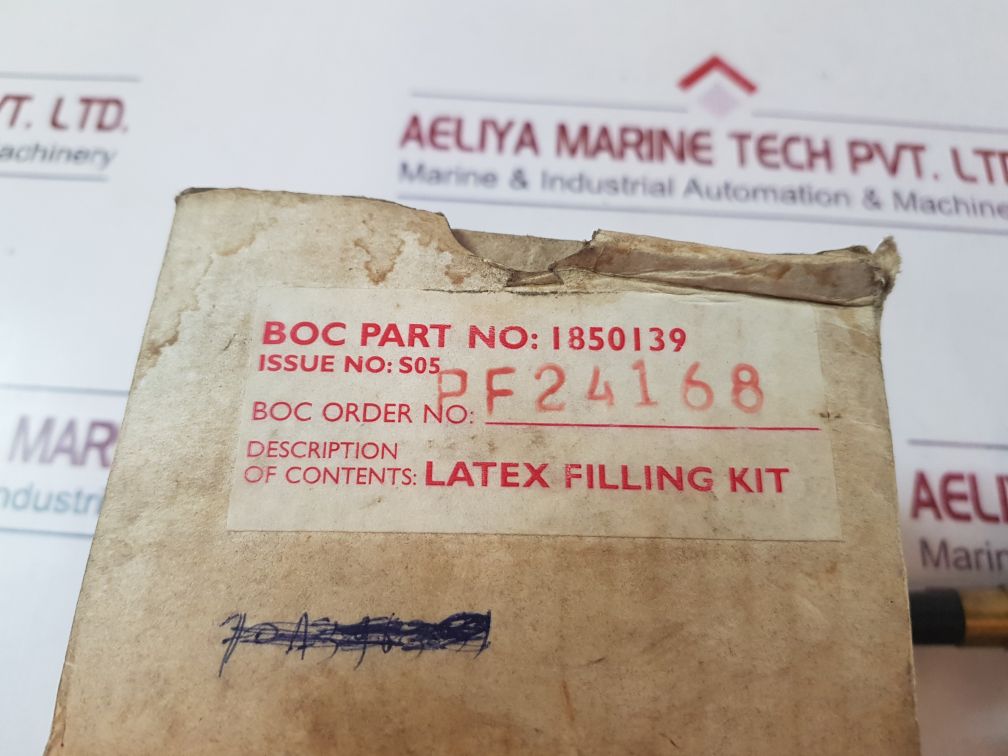 VT. LTD.
achinery
AELIYA MARINE TECH PVT. LTD
Marine & Industrial Automation & Machine
BOC PART NO: 1850139
ISSUE NO: S05
BOC ORDER NO: PF24168
DESCRIPTION
OF CONTENTS: LATEX FILLING KIT
MAR
ndustri
AELI
Marin